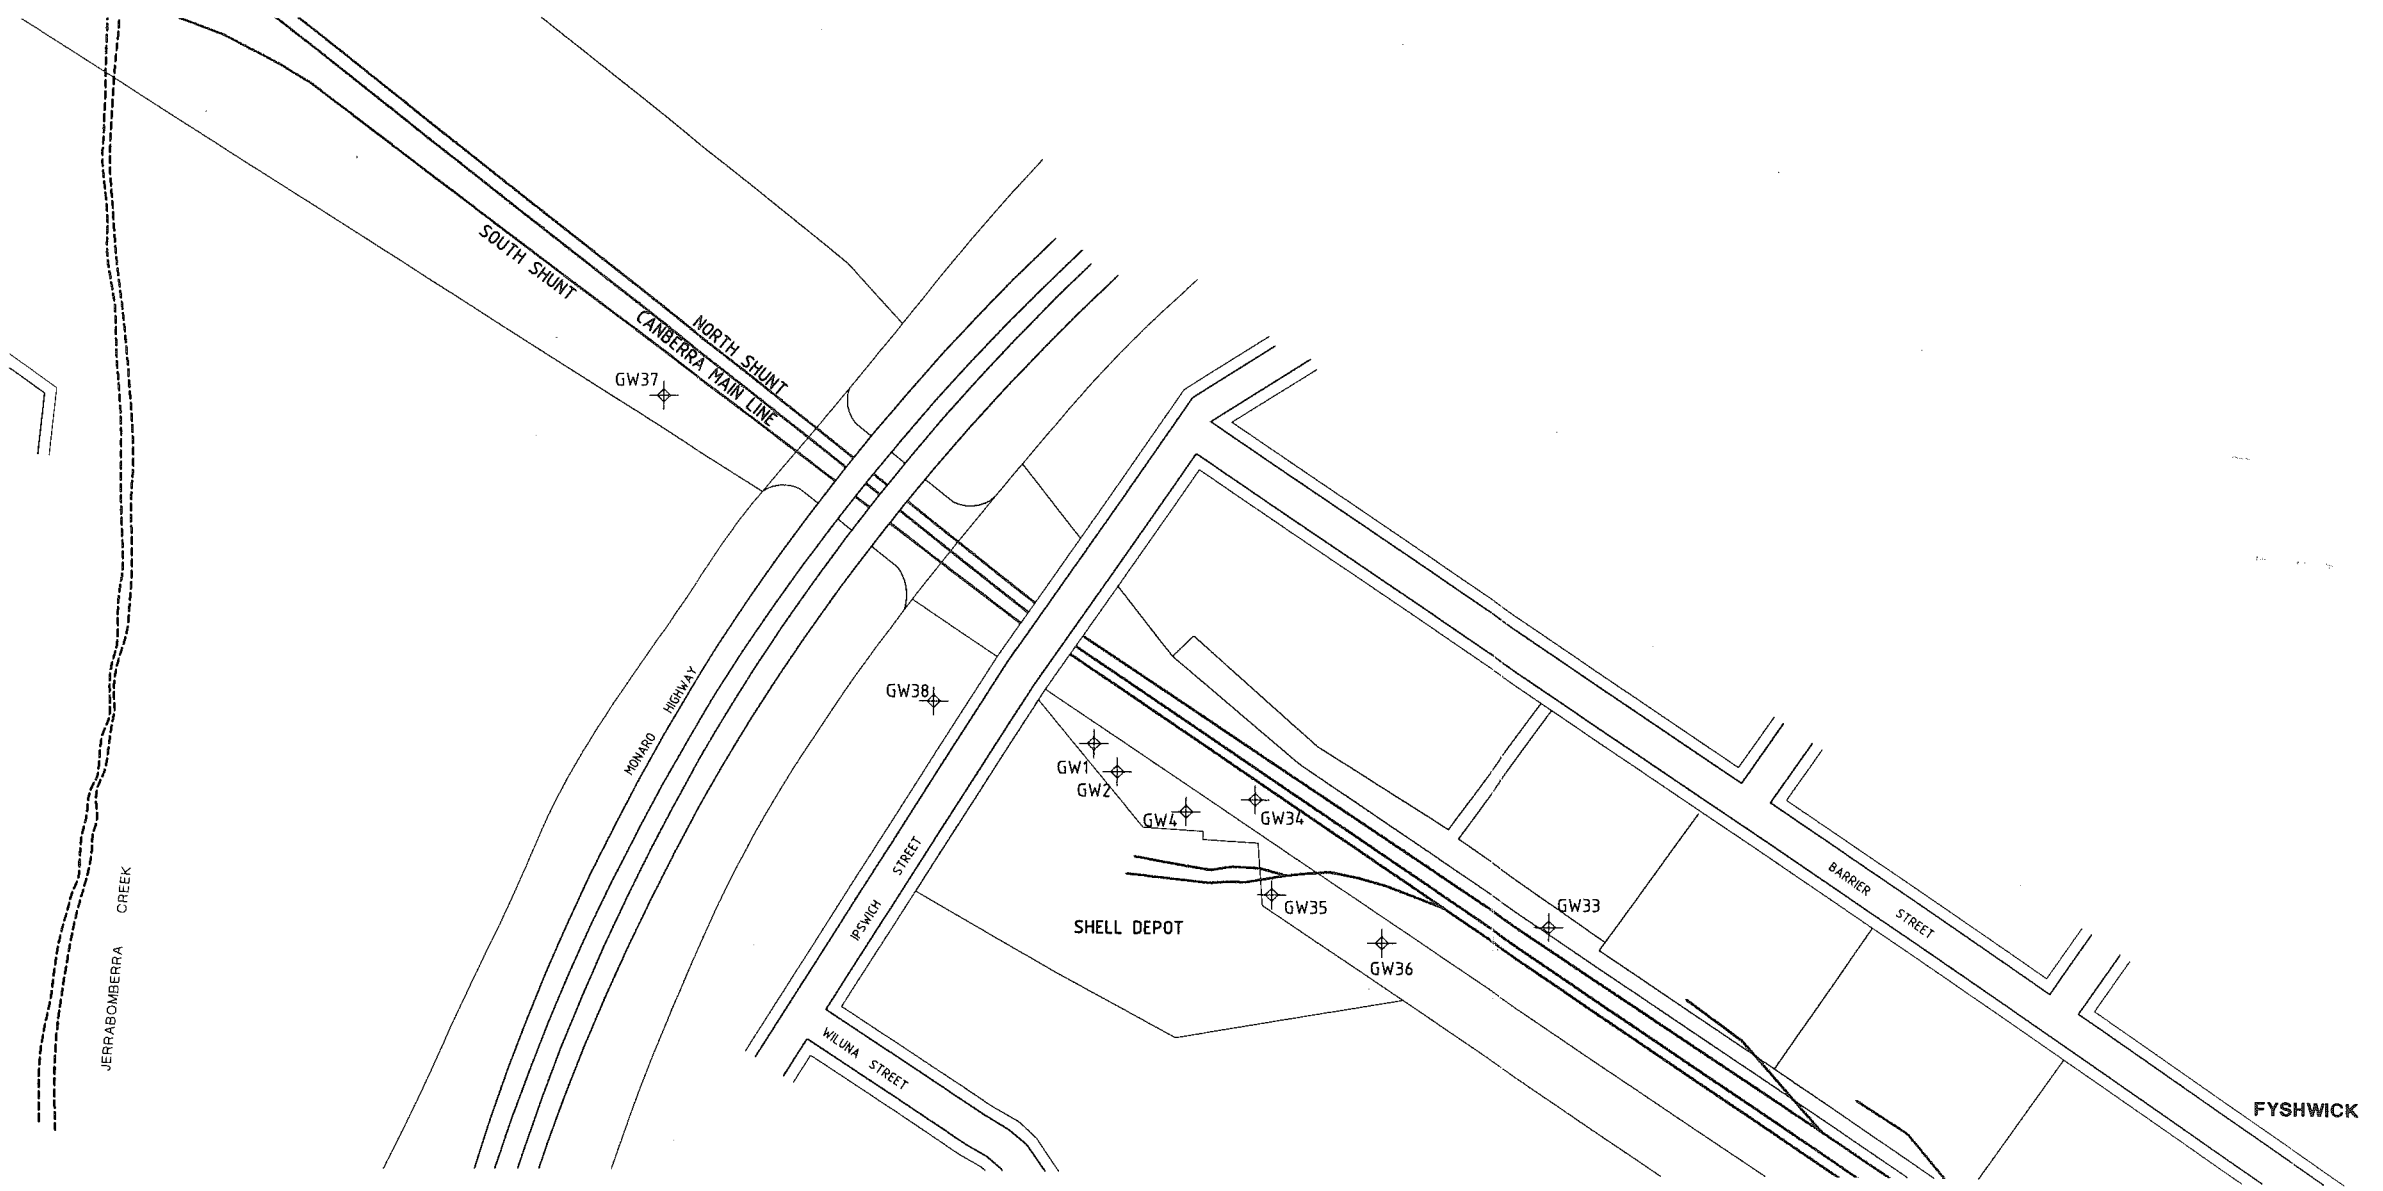 SOUTH SHUNT
NORTH SHUNT
CANBERRA MAIN LINE
GW37
GW38
MONARO HIGHWAY
GW1
GW2
GW4
GW34
IPSWICH STREET
JERRABOMBERRA CREEK
GW35
GW33
SHELL DEPOT
GW36
BARRIER STREET
WILUNA STREET
FYSHWICK